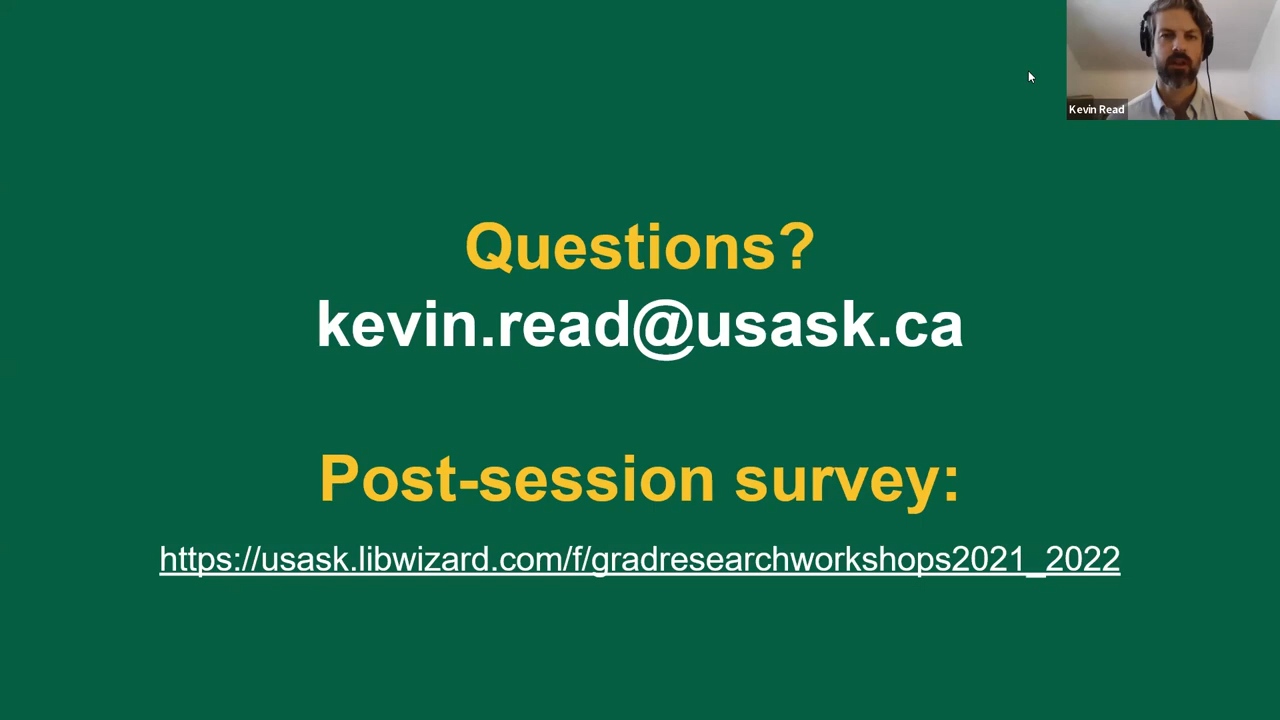 Kevin Read
Questions?
kevin.read@usask.ca
Post-session survey:
https://usask.libwizard.com/f/gradresearchworkshops2021_2022